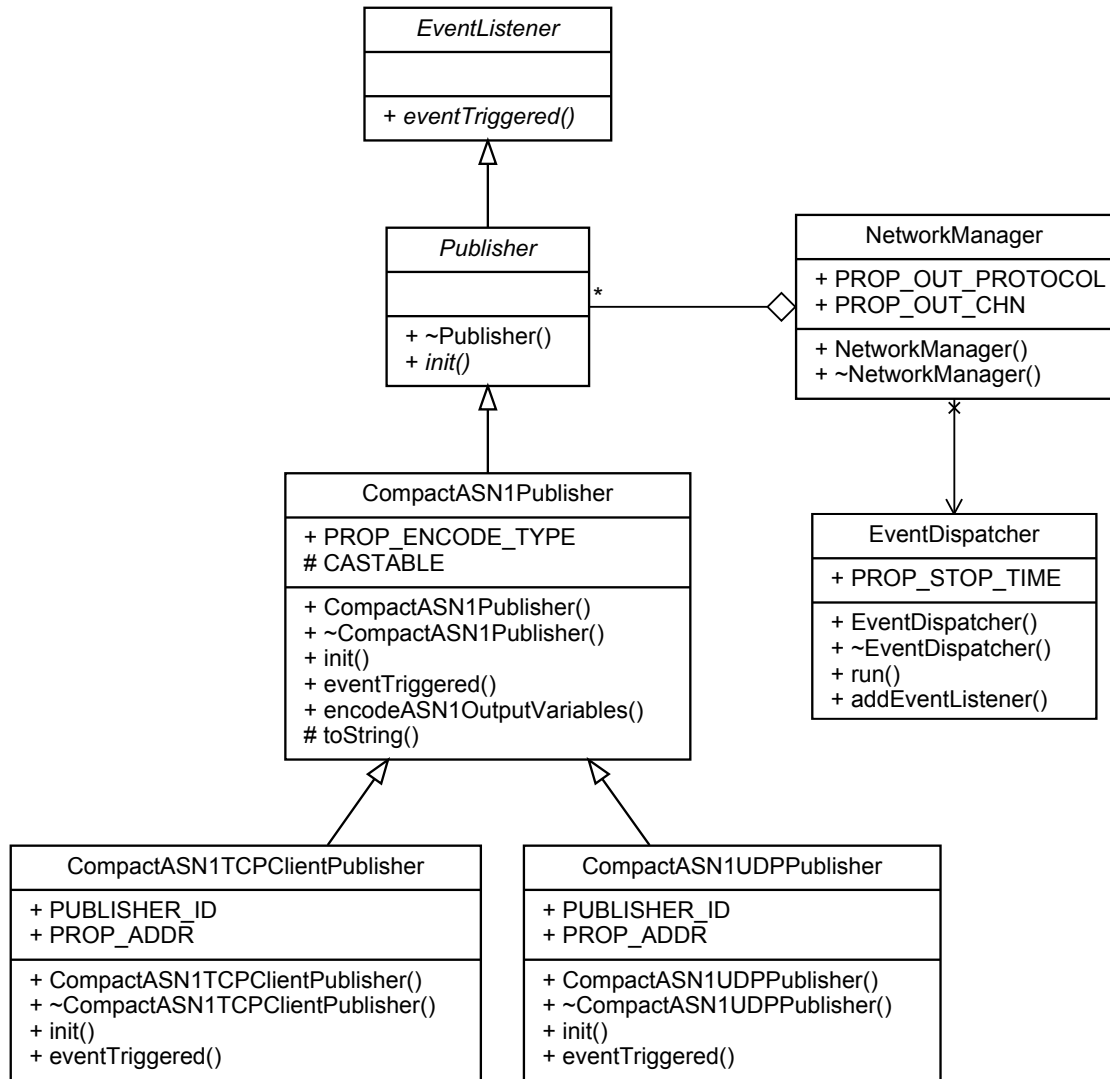 EventListener
+ eventTriggered()
Publisher
+ ~Publisher()
+ init()
*
NetworkManager
+ PROP_OUT_PROTOCOL
+ PROP_OUT_CHN
+ NetworkManager()
+ ~NetworkManager()
EventDispatcher
+ PROP_STOP_TIME
+ EventDispatcher()
+ ~EventDispatcher()
+ run()
+ addEventListener()
CompactASN1Publisher
+ PROP_ENCODE_TYPE
# CASTABLE
+ CompactASN1Publisher()
+ ~CompactASN1Publisher()
+ init()
+ eventTriggered()
+ encodeASN1OutputVariables()
# toString()
CompactASN1TCPClientPublisher
+ PUBLISHER_ID
+ PROP_ADDR
+ CompactASN1TCPClientPublisher()
+ ~CompactASN1TCPClientPublisher()
+ init()
+ eventTriggered()
CompactASN1UDPPublisher
+ PUBLISHER_ID
+ PROP_ADDR
+ CompactASN1UDPPublisher()
+ ~CompactASN1UDPPublisher()
+ init()
+ eventTriggered()